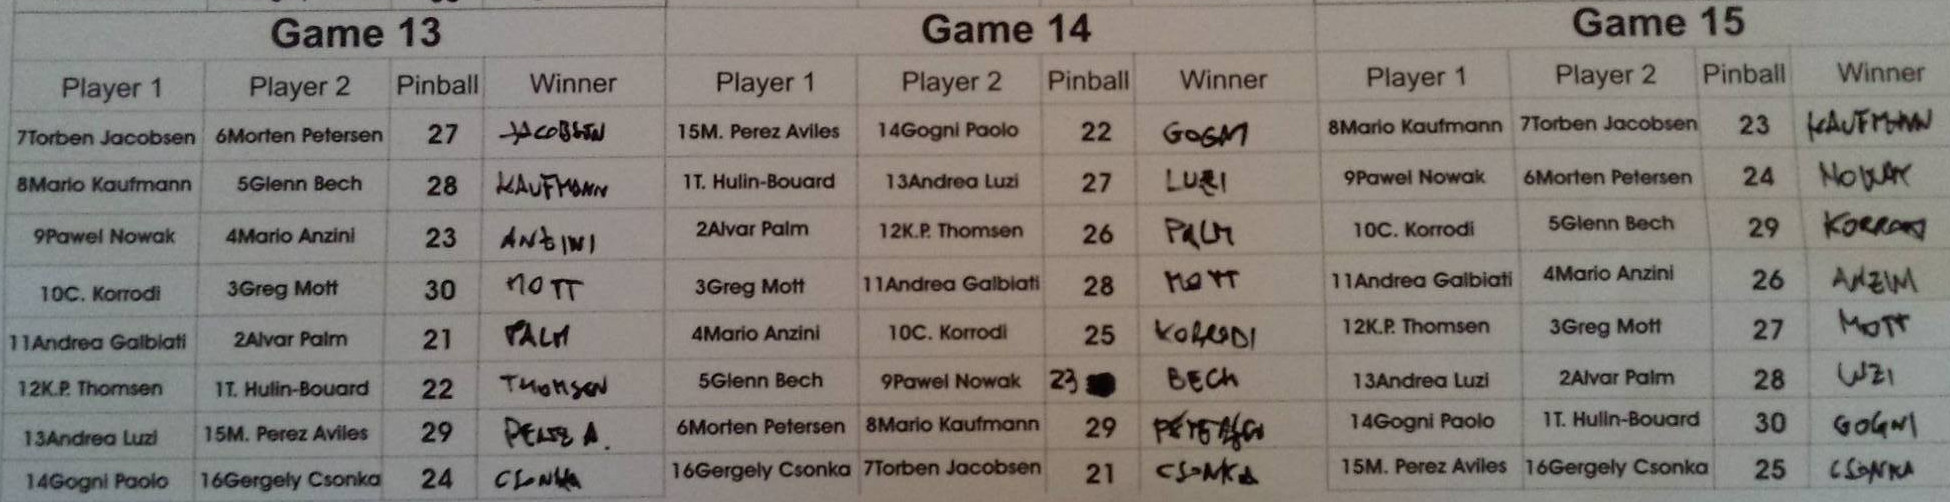 Game 13 Game 14 Game 15
Player 1 Player 2 Pinball Winner Player 1 Player 2 Pinball Winner Player 1 Player 2 Pinball Winner
7Torben Jacobsen 6Morten Petersen 27 JACOBSEN 15M. Perez Aviles 14Gogni Paolo 22 GOGNI 8Mario Kaufmann 7Torben Jacobsen 23 KAUFMANN
8Mario Kaufmann 5Glenn Bech 28 KAUFMANN 1T. Hulin-Bouard 13Andrea Luzi 27 LUZI 9Pawel Nowak 6Morten Petersen 24 NOWAK
9Pawel Nowak 4Mario Anzini 23 ANZINI 2Alvar Palm 12K.P. Thomsen 26 PALM 10C. Korrodi 5Glenn Bech 29 KORRODI
10C. Korrodi 3Greg Mott 30 MOTT 3Greg Mott 11Andrea Galbiati 28 MOTT 11Andrea Galbiati 4Mario Anzini 26 ANZINI
11Andrea Galbiati 2Alvar Palm 21 PALM 4Mario Anzini 10C. Korrodi 25 KORRODI 12K.P. Thomsen 3Greg Mott 27 MOTT
12K.P. Thomsen 1T. Hulin-Bouard 22 THOMSEN 5Glenn Bech 9Pawel Nowak 23 BECH 13Andrea Luzi 2Alvar Palm 28 LUZI
13Andrea Luzi 15M. Perez Aviles 29 PEREZ A. 6Morten Petersen 8Mario Kaufmann 29 PETERSEN 14Gogni Paolo 1T. Hulin-Bouard 30 GOGNI
14Gogni Paolo 16Gergely Csonka 24 CSONKA 16Gergely Csonka 7Torben Jacobsen 21 CSONKA 15M. Perez Aviles 16Gergely Csonka 25 CSONKA